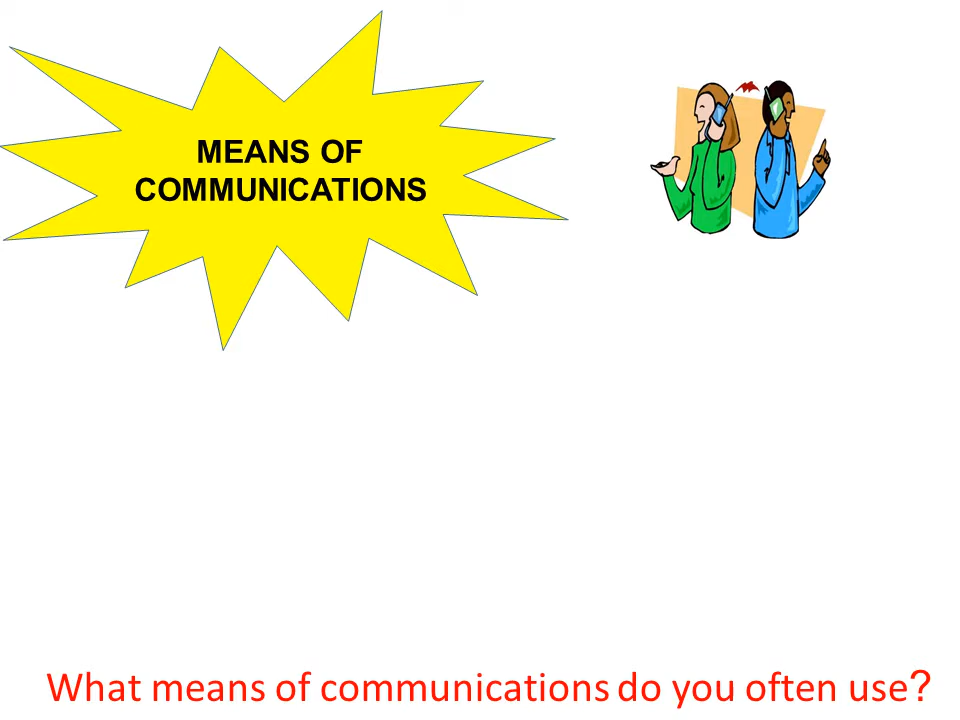 MEANS OF
COMMUNICATIONS
What means of communications do you often use?